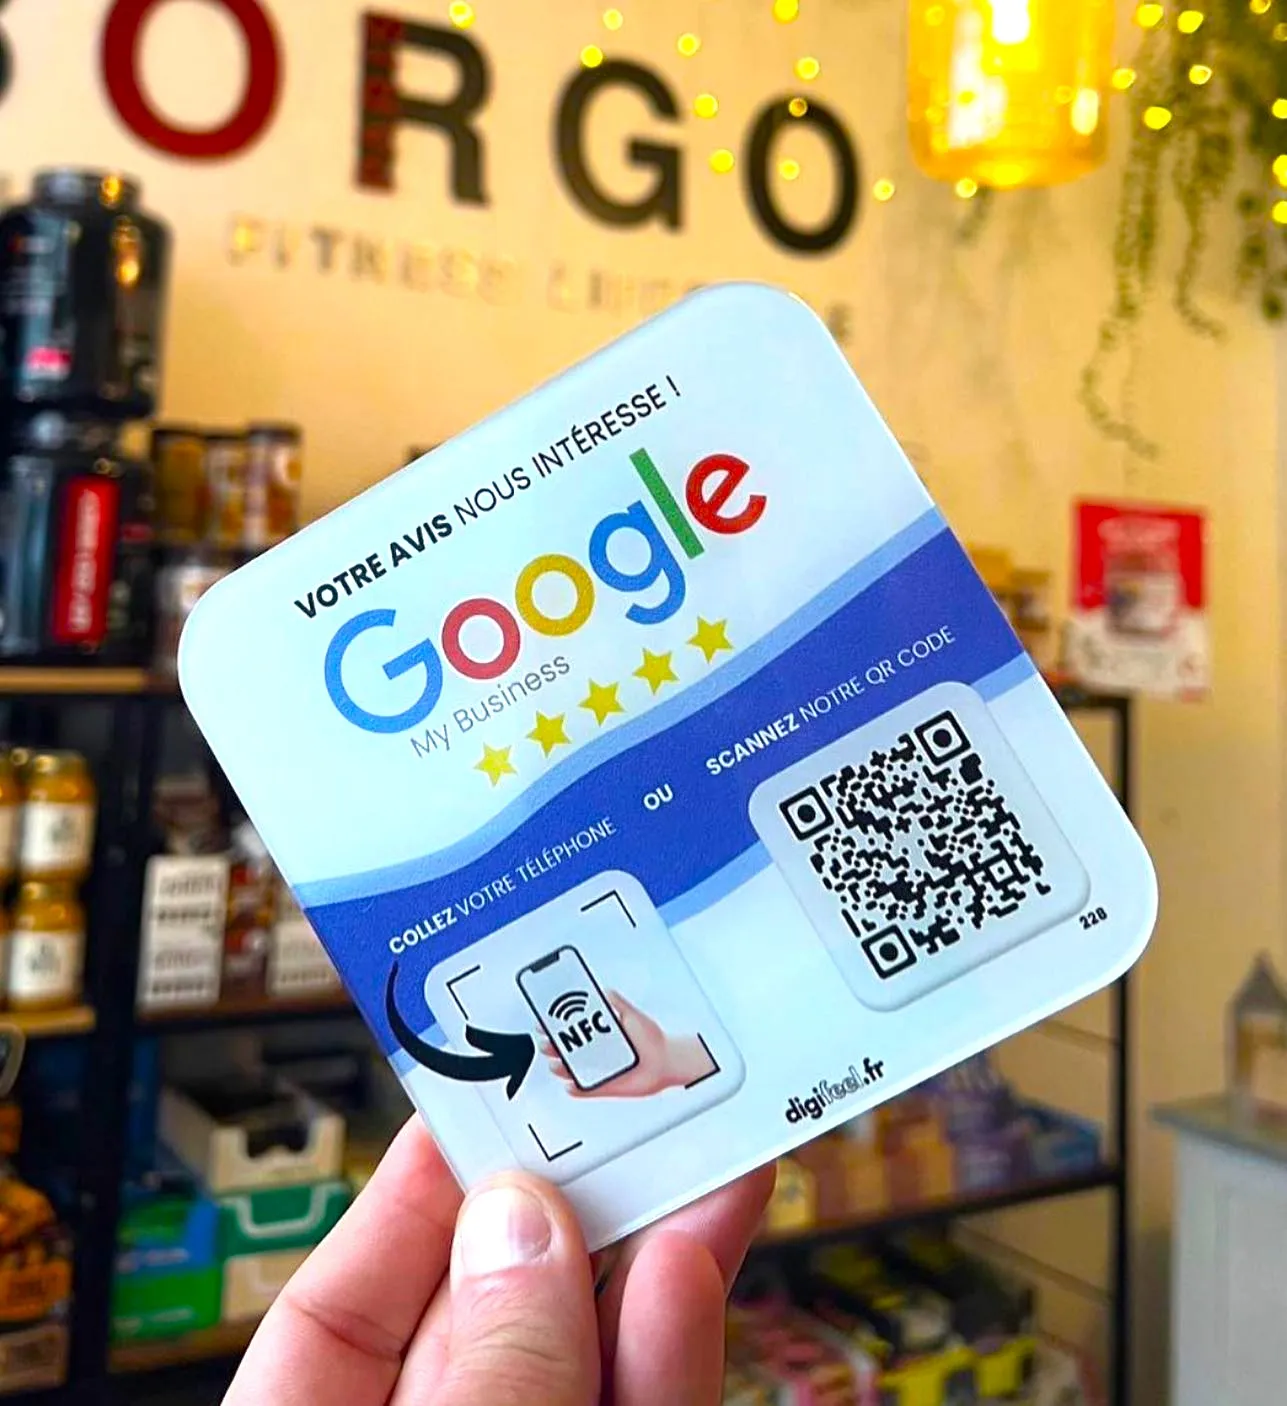 ORGO
FITNESS
VOTRE AVIS NOUS INTÉRESSE !
Google
My Business
COLLEZ VOTRE TÉLÉPHONE
OU
SCANNEZ NOTRE QR CODE
NFC
228
digifeel.fr